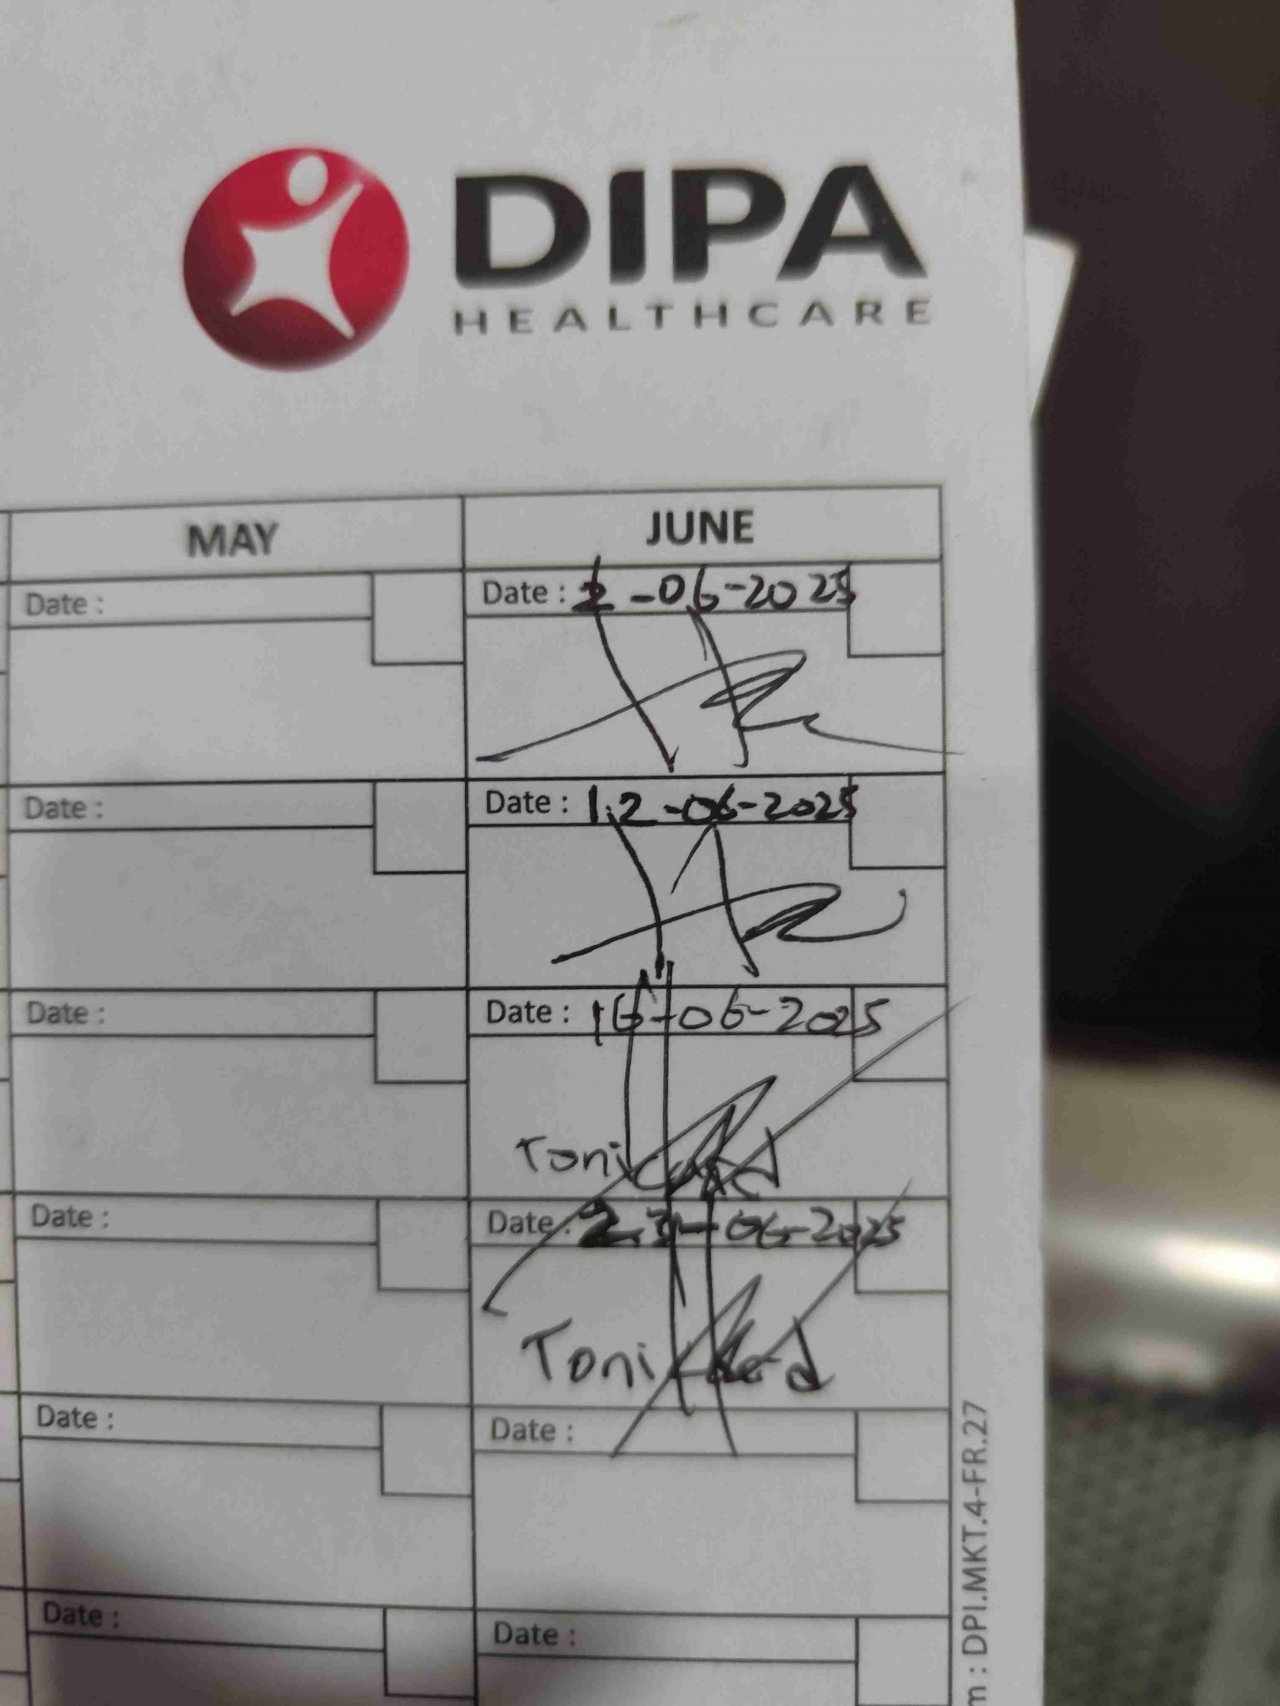 DIPA
HEALTHCARE
MAY
JUNE
Date :
Date : 2-06-2025
Date :
Date : 12-06-2025
Date :
Date : 16-06-2025
Toni
Date :
Date : 23-06-2025
Toni
Date :
Date :
Date :
Date :
m : DPI.MKT.4-FR.27